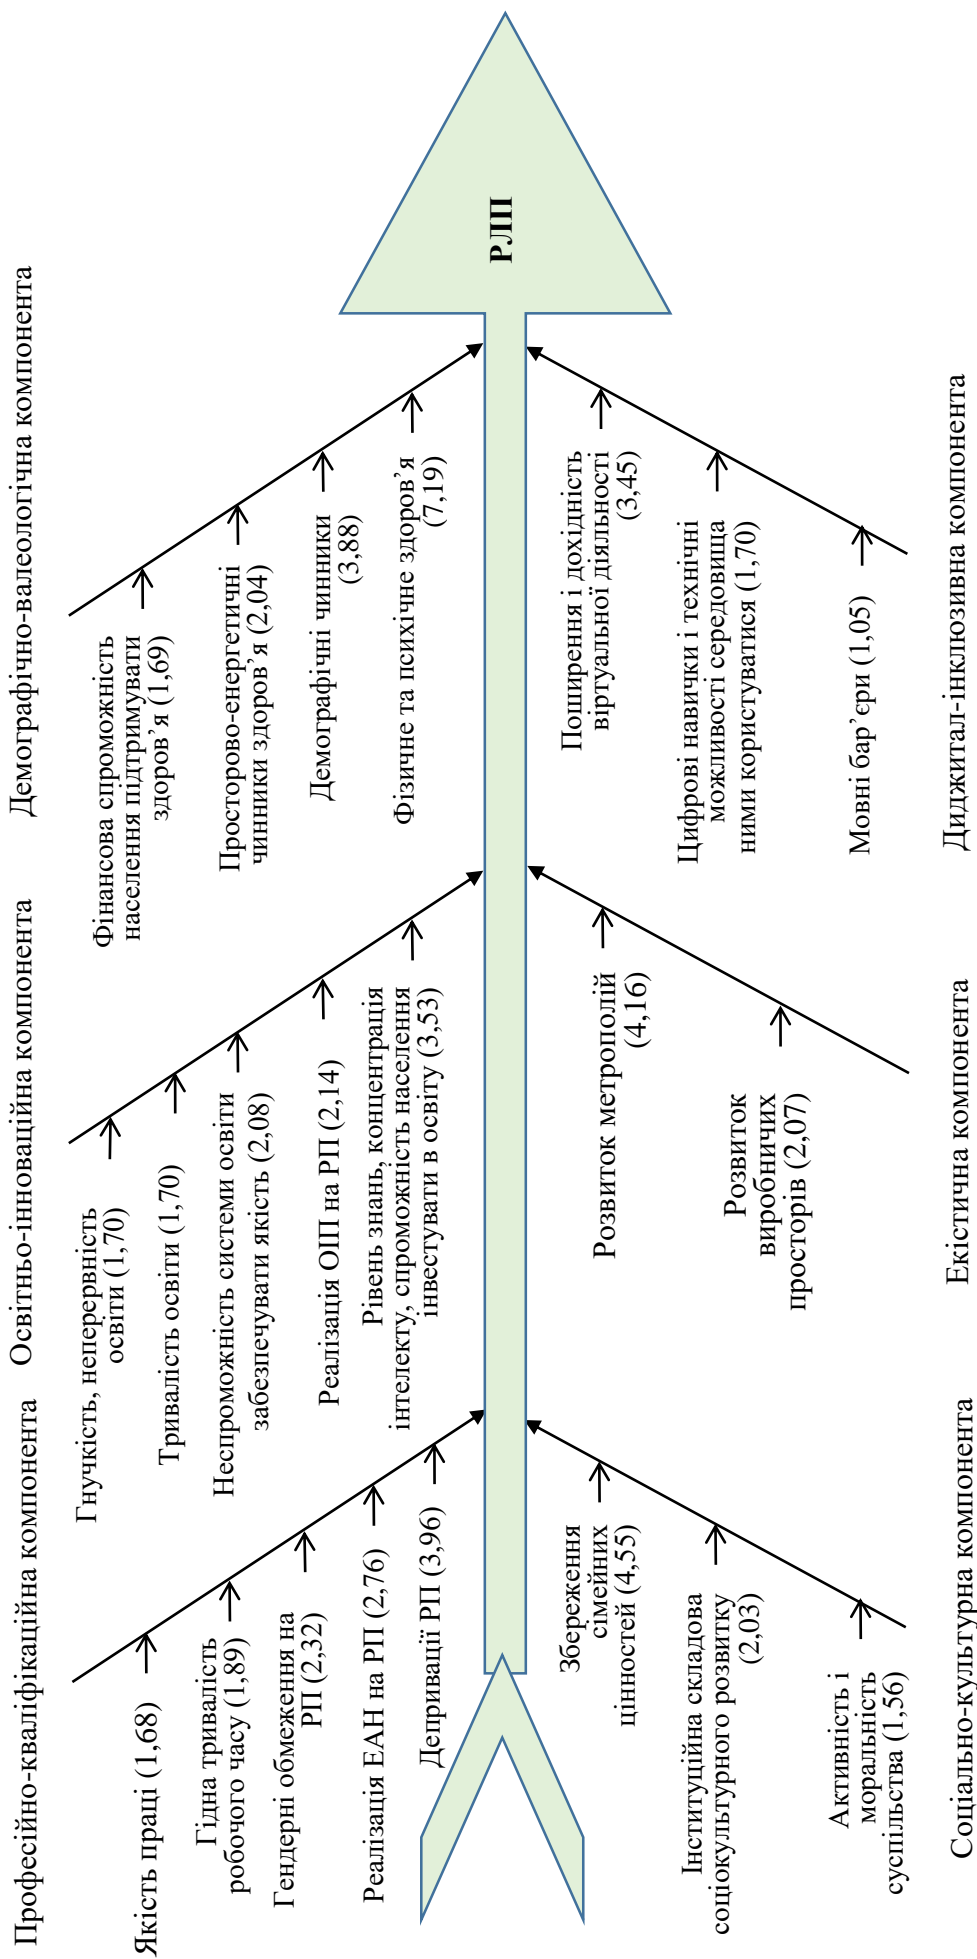 Професійно-кваліфікаційна компонента
Якість праці (1,68)
Гідна тривалість
робочого часу (1,89)
Гендерні обмеження на
РП (2,32)
Реалізація ЕАН на РП (2,76)
Депривації РП (3,96)
Освітньо-інноваційна компонента
Гнучкість, неперервність
освіти (1,70)
Тривалість освіти (1,70)
Неспроможність системи освіти
забезпечувати якість (2,08)
Реалізація ОПП на РП (2,14)
Рівень знань, концентрація
інтелекту, спроможність населення
інвестувати в освіту (3,53)
Демографічно-валеологічна компонента
Фінансова спроможність
населення підтримувати
здоров’я (1,69)
Просторово-енергетичні
чинники здоров’я (2,04)
Демографічні чинники
(3,88)
Фізичне та психічне здоров’я
(7,19)
РЛП
Збереження
сімейних
цінностей (4,55)
Інституційна складова
соціокультурного розвитку
(2,03)
Активність і
моральність
суспільства (1,56)
Соціально-культурна компонента
Розвиток метрополій
(4,16)
Розвиток
виробничих
просторів (2,07)
Екістична компонента
Поширення і дохідність
віртуальної діяльності
(3,45)
Цифрові навички і технічні
можливості середовища
ними користуватися (1,70)
Мовні бар’єри (1,05)
Диджитал-інклюзивна компонента